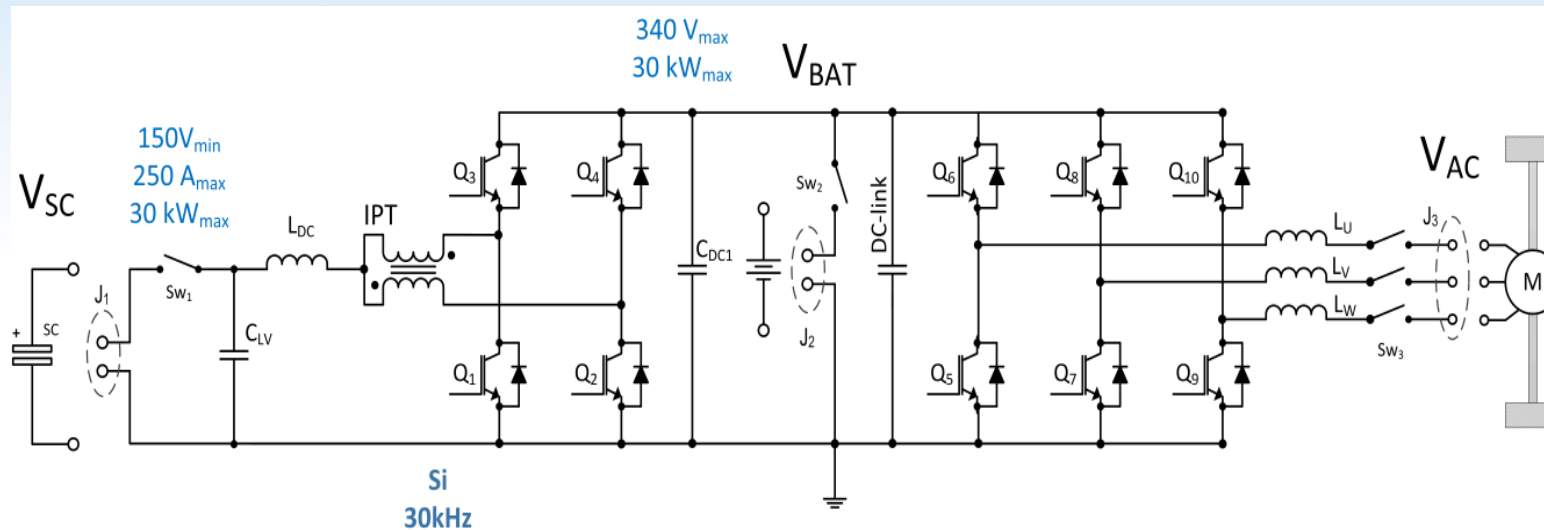 340 Vmax
30 kWmax
VBAT
150Vmin
250 Amax
30 kWmax
VSC
VAC
Q3
Q4
Sw2
DC-link
Q6
Q8
Q10
LDC
IPT
CDC1
LU
J3
LV
M
LW
J1
Sw1
+
SC
CLV
J2
Sw3
Q1
Q2
Q5
Q7
Q9
Si
30kHz